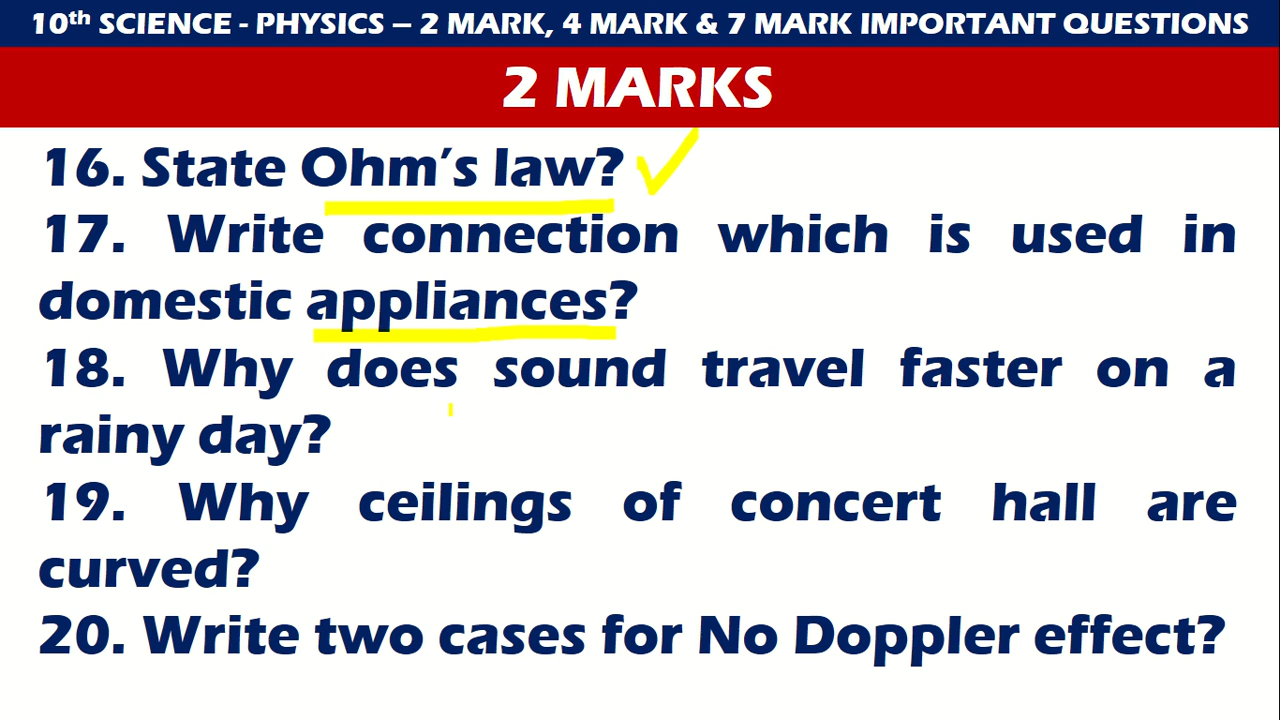 10th SCIENCE - PHYSICS – 2 MARK, 4 MARK & 7 MARK IMPORTANT QUESTIONS
2 MARKS
16. State Ohm's law?
17. Write connection which is used in
domestic appliances?
18. Why does sound travel faster on a
rainy day?
19. Why ceilings of concert hall are
curved?
20. Write two cases for No Doppler effect?